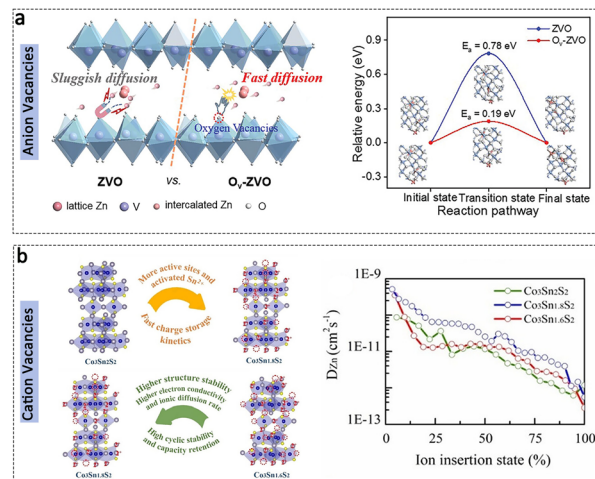 a
Anion Vacancies
Sluggish diffusion
Fast diffusion
Oxygen Vacancies
ZVO
vs.
Ov-ZVO
lattice Zn
V
intercalated Zn
O
Relative energy (eV)
0.9
0.6
0.3
0.0
-0.3
ZVO
Ov-ZVO
Ea = 0.78 eV
Ea = 0.19 eV
Initial state
Transition state
Final state
Reaction pathway
b
Cation Vacancies
More active sites and
activated Sn2+
Fast charge storage
kinetics
Co3Sn2S2
Co3Sn1.8S2
Higher structure stability
Higher electron conductivity
and ionic diffusion rate
High cyclic stability
and capacity retention
Co3Sn1.8S2
Co3Sn1.6S2
DZn(cm2s-1)
1E-9
1E-11
1E-13
Co3Sn2S2
Co3Sn1.8S2
Co3Sn1.6S2
0
25
50
75
100
Ion insertion state (%)